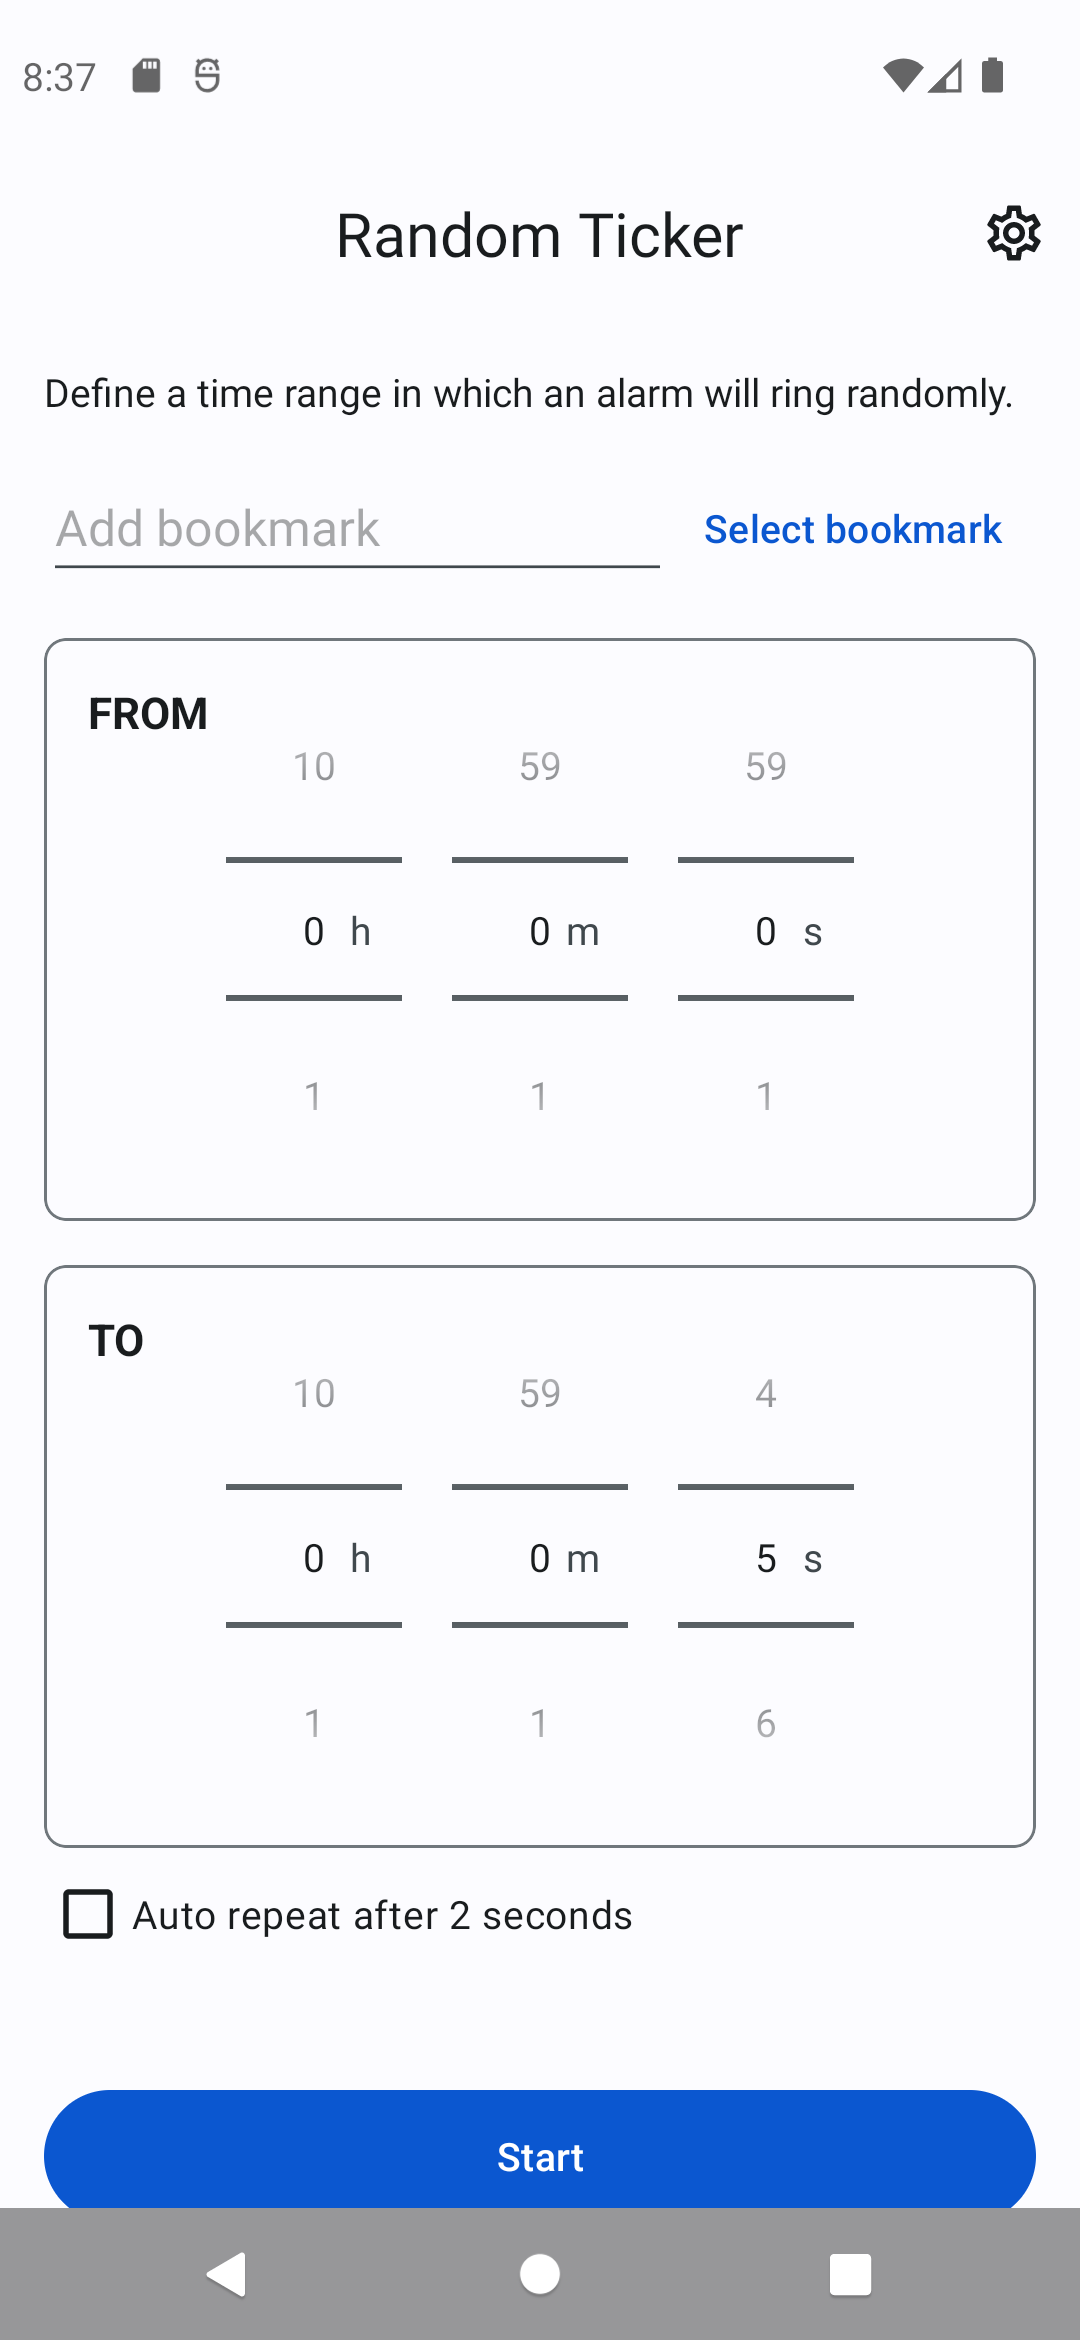 8:37
Random Ticker
Define a time range in which an alarm will ring randomly.
Add bookmark Select bookmark
FROM
10 59 59
0 h 0 m 0 s
1 1 1
TO
10 59 4
0 h 0 m 5 s
1 1 6
Auto repeat after 2 seconds
Start